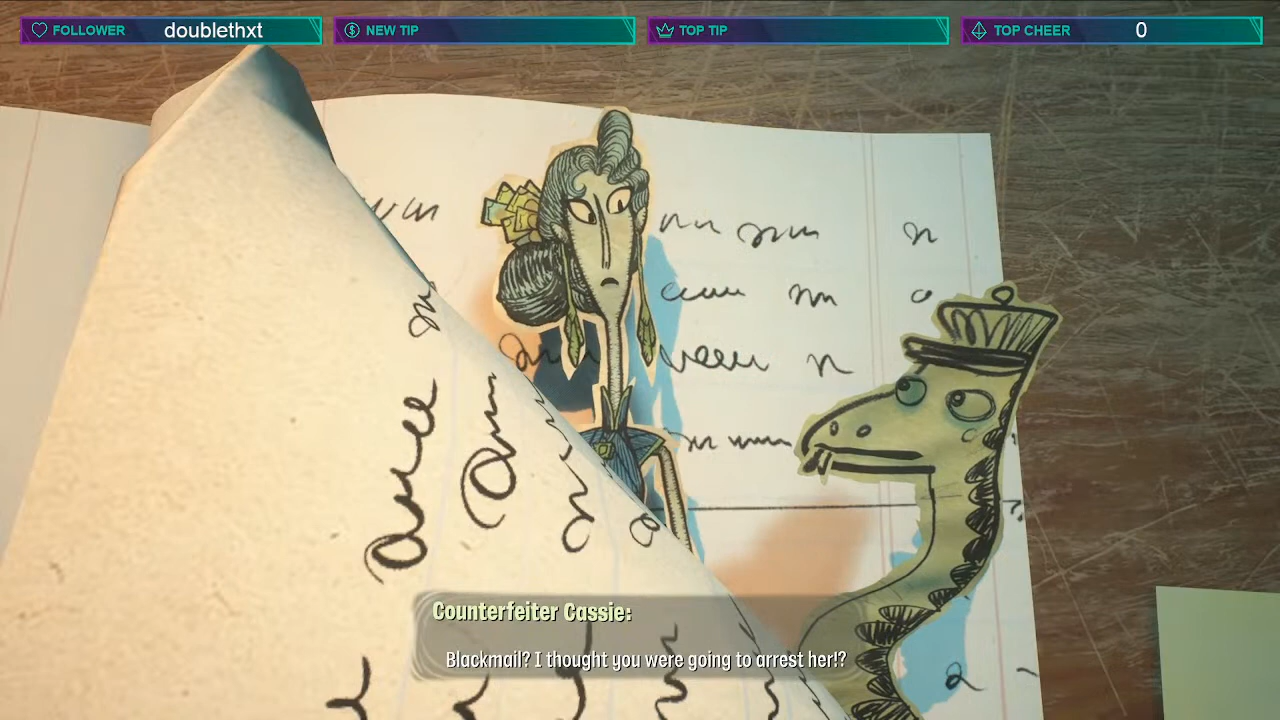 FOLLOWER doublethxt NEW TIP TOP TIP TOP CHEER 0
Counterfeiter Cassie:
Blackmail? I thought you were going to arrest her!?